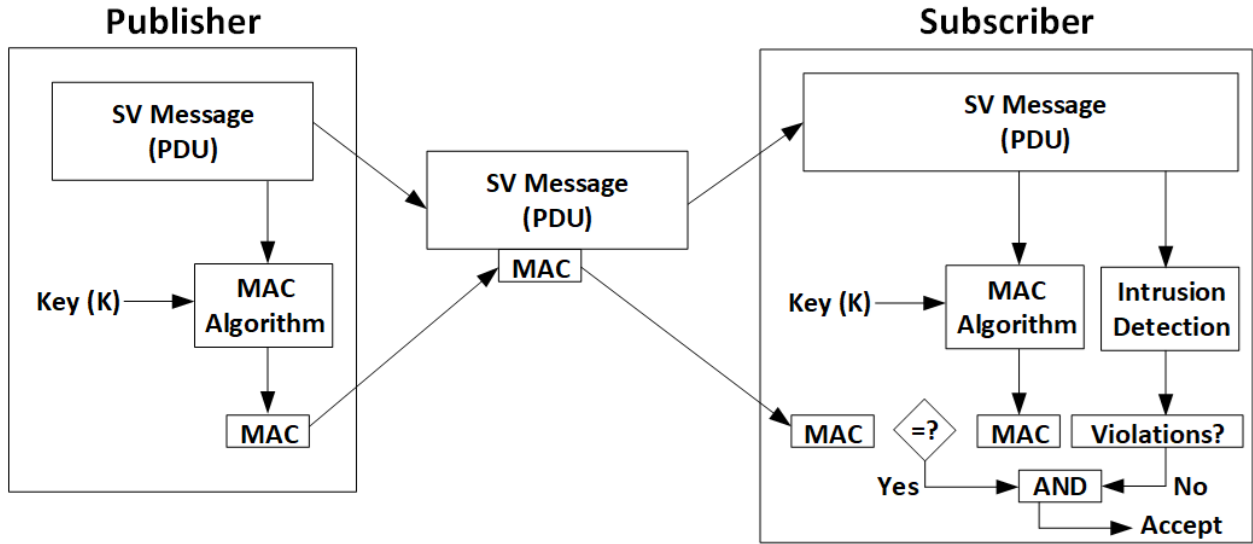 Publisher
Subscriber
SV Message
(PDU)
Key (K)
MAC
Algorithm
MAC
SV Message
(PDU)
MAC
SV Message
(PDU)
Key (K)
MAC
Algorithm
Intrusion
Detection
MAC
=?
MAC
Violations?
Yes
AND
No
Accept